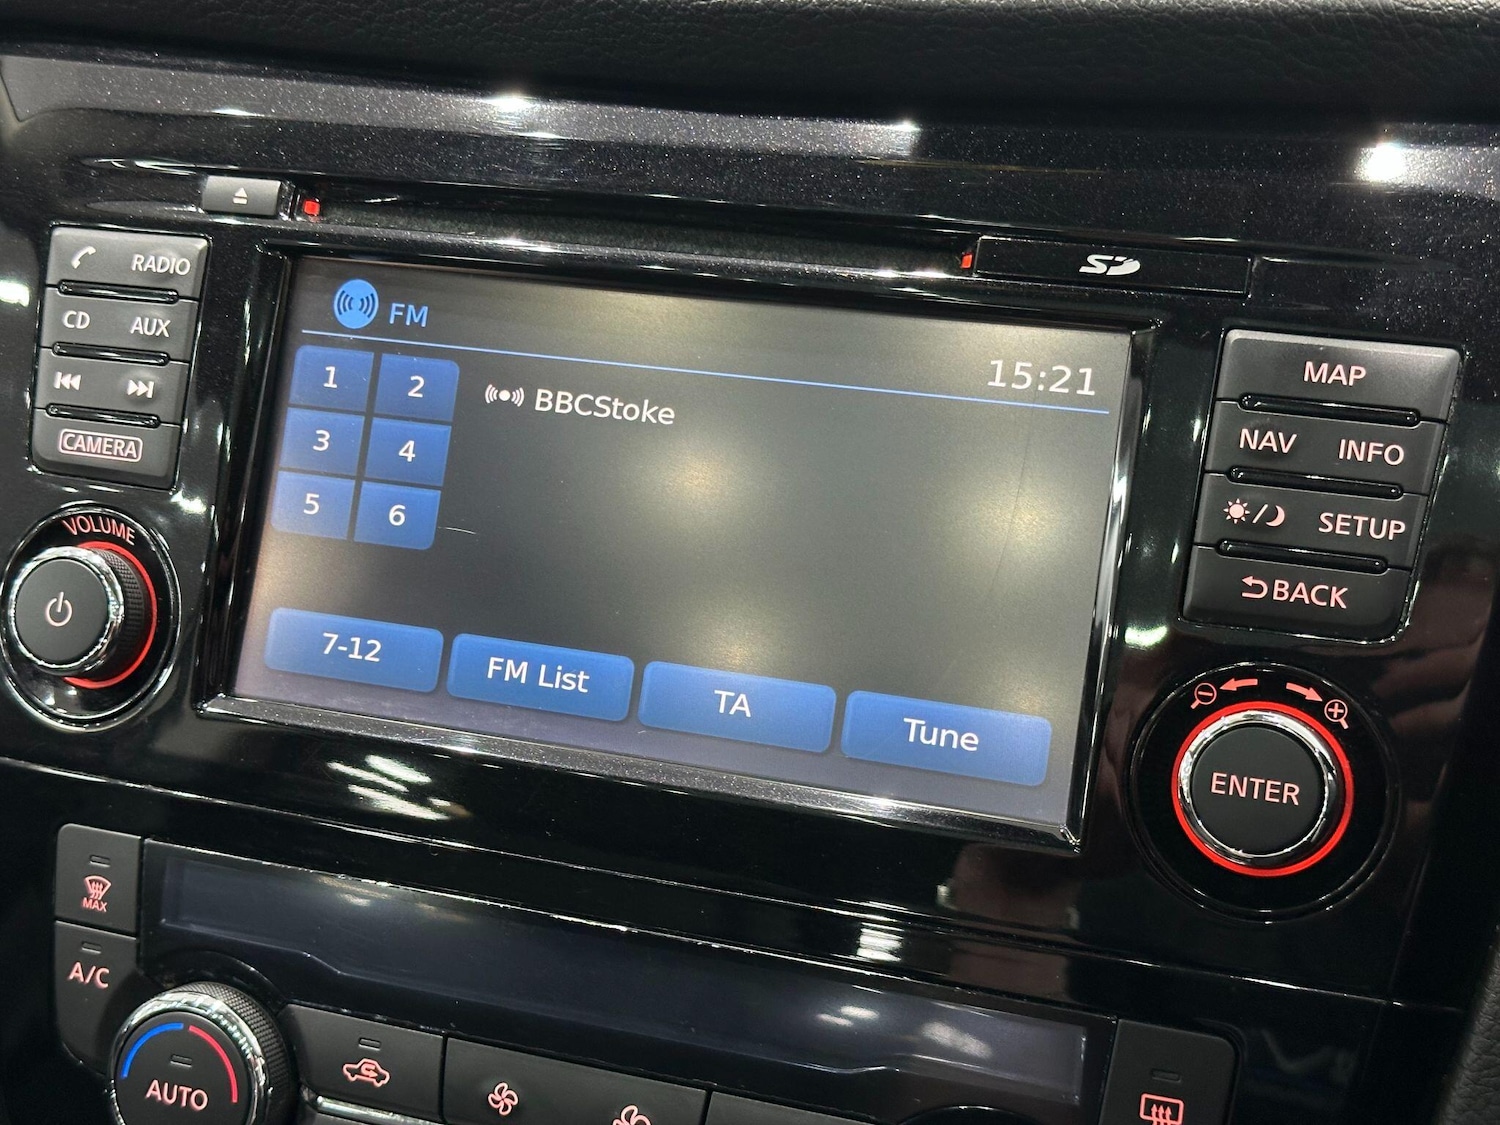 RADIO
CD AUX
CAMERA
VOLUME
FM
15:21
1 2
BBCStoke
3 4
5 6
7-12 FM List TA Tune
SD
MAP
NAV INFO
SETUP
BACK
ENTER
MAX
A/C
AUTO